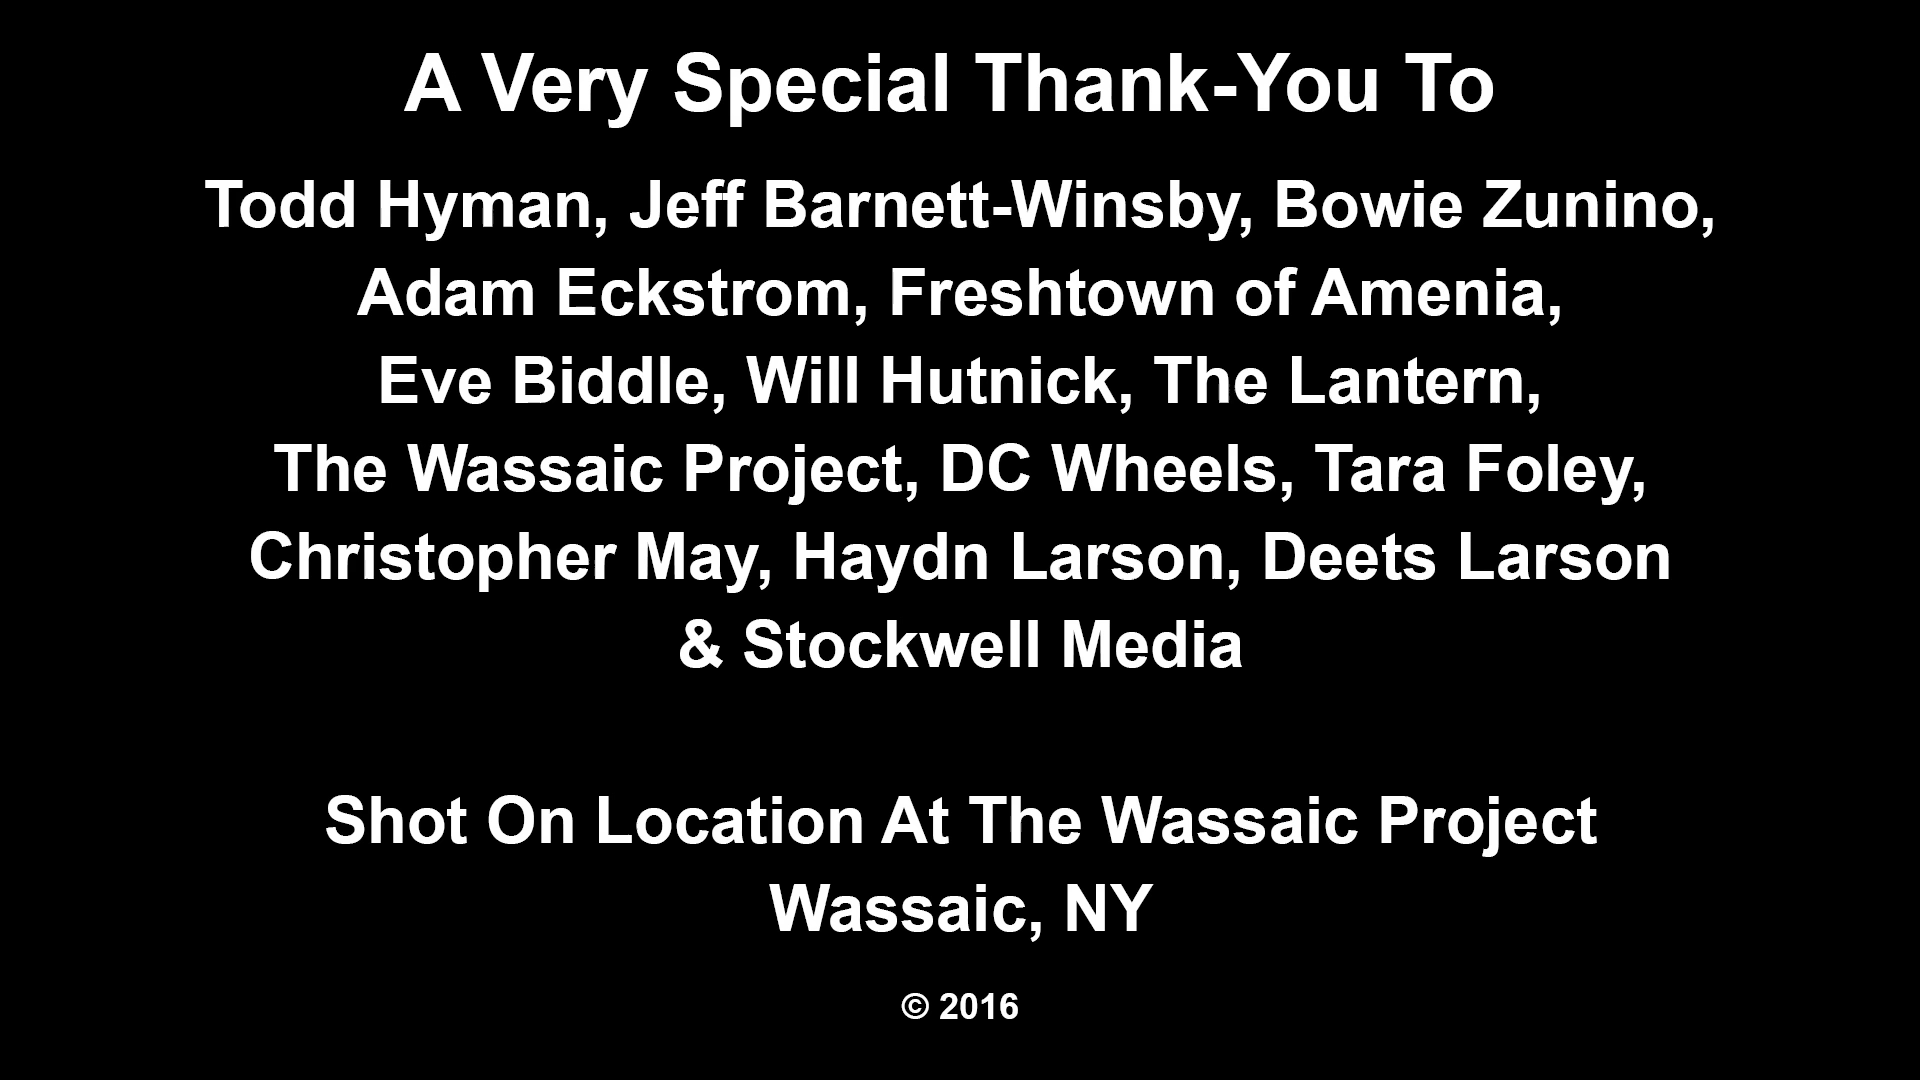 A Very Special Thank-You To
Todd Hyman, Jeff Barnett-Winsby, Bowie Zunino,
Adam Eckstrom, Freshtown of Amenia,
Eve Biddle, Will Hutnick, The Lantern,
The Wassaic Project, DC Wheels, Tara Foley,
Christopher May, Haydn Larson, Deets Larson
& Stockwell Media
Shot On Location At The Wassaic Project
Wassaic, NY
© 2016